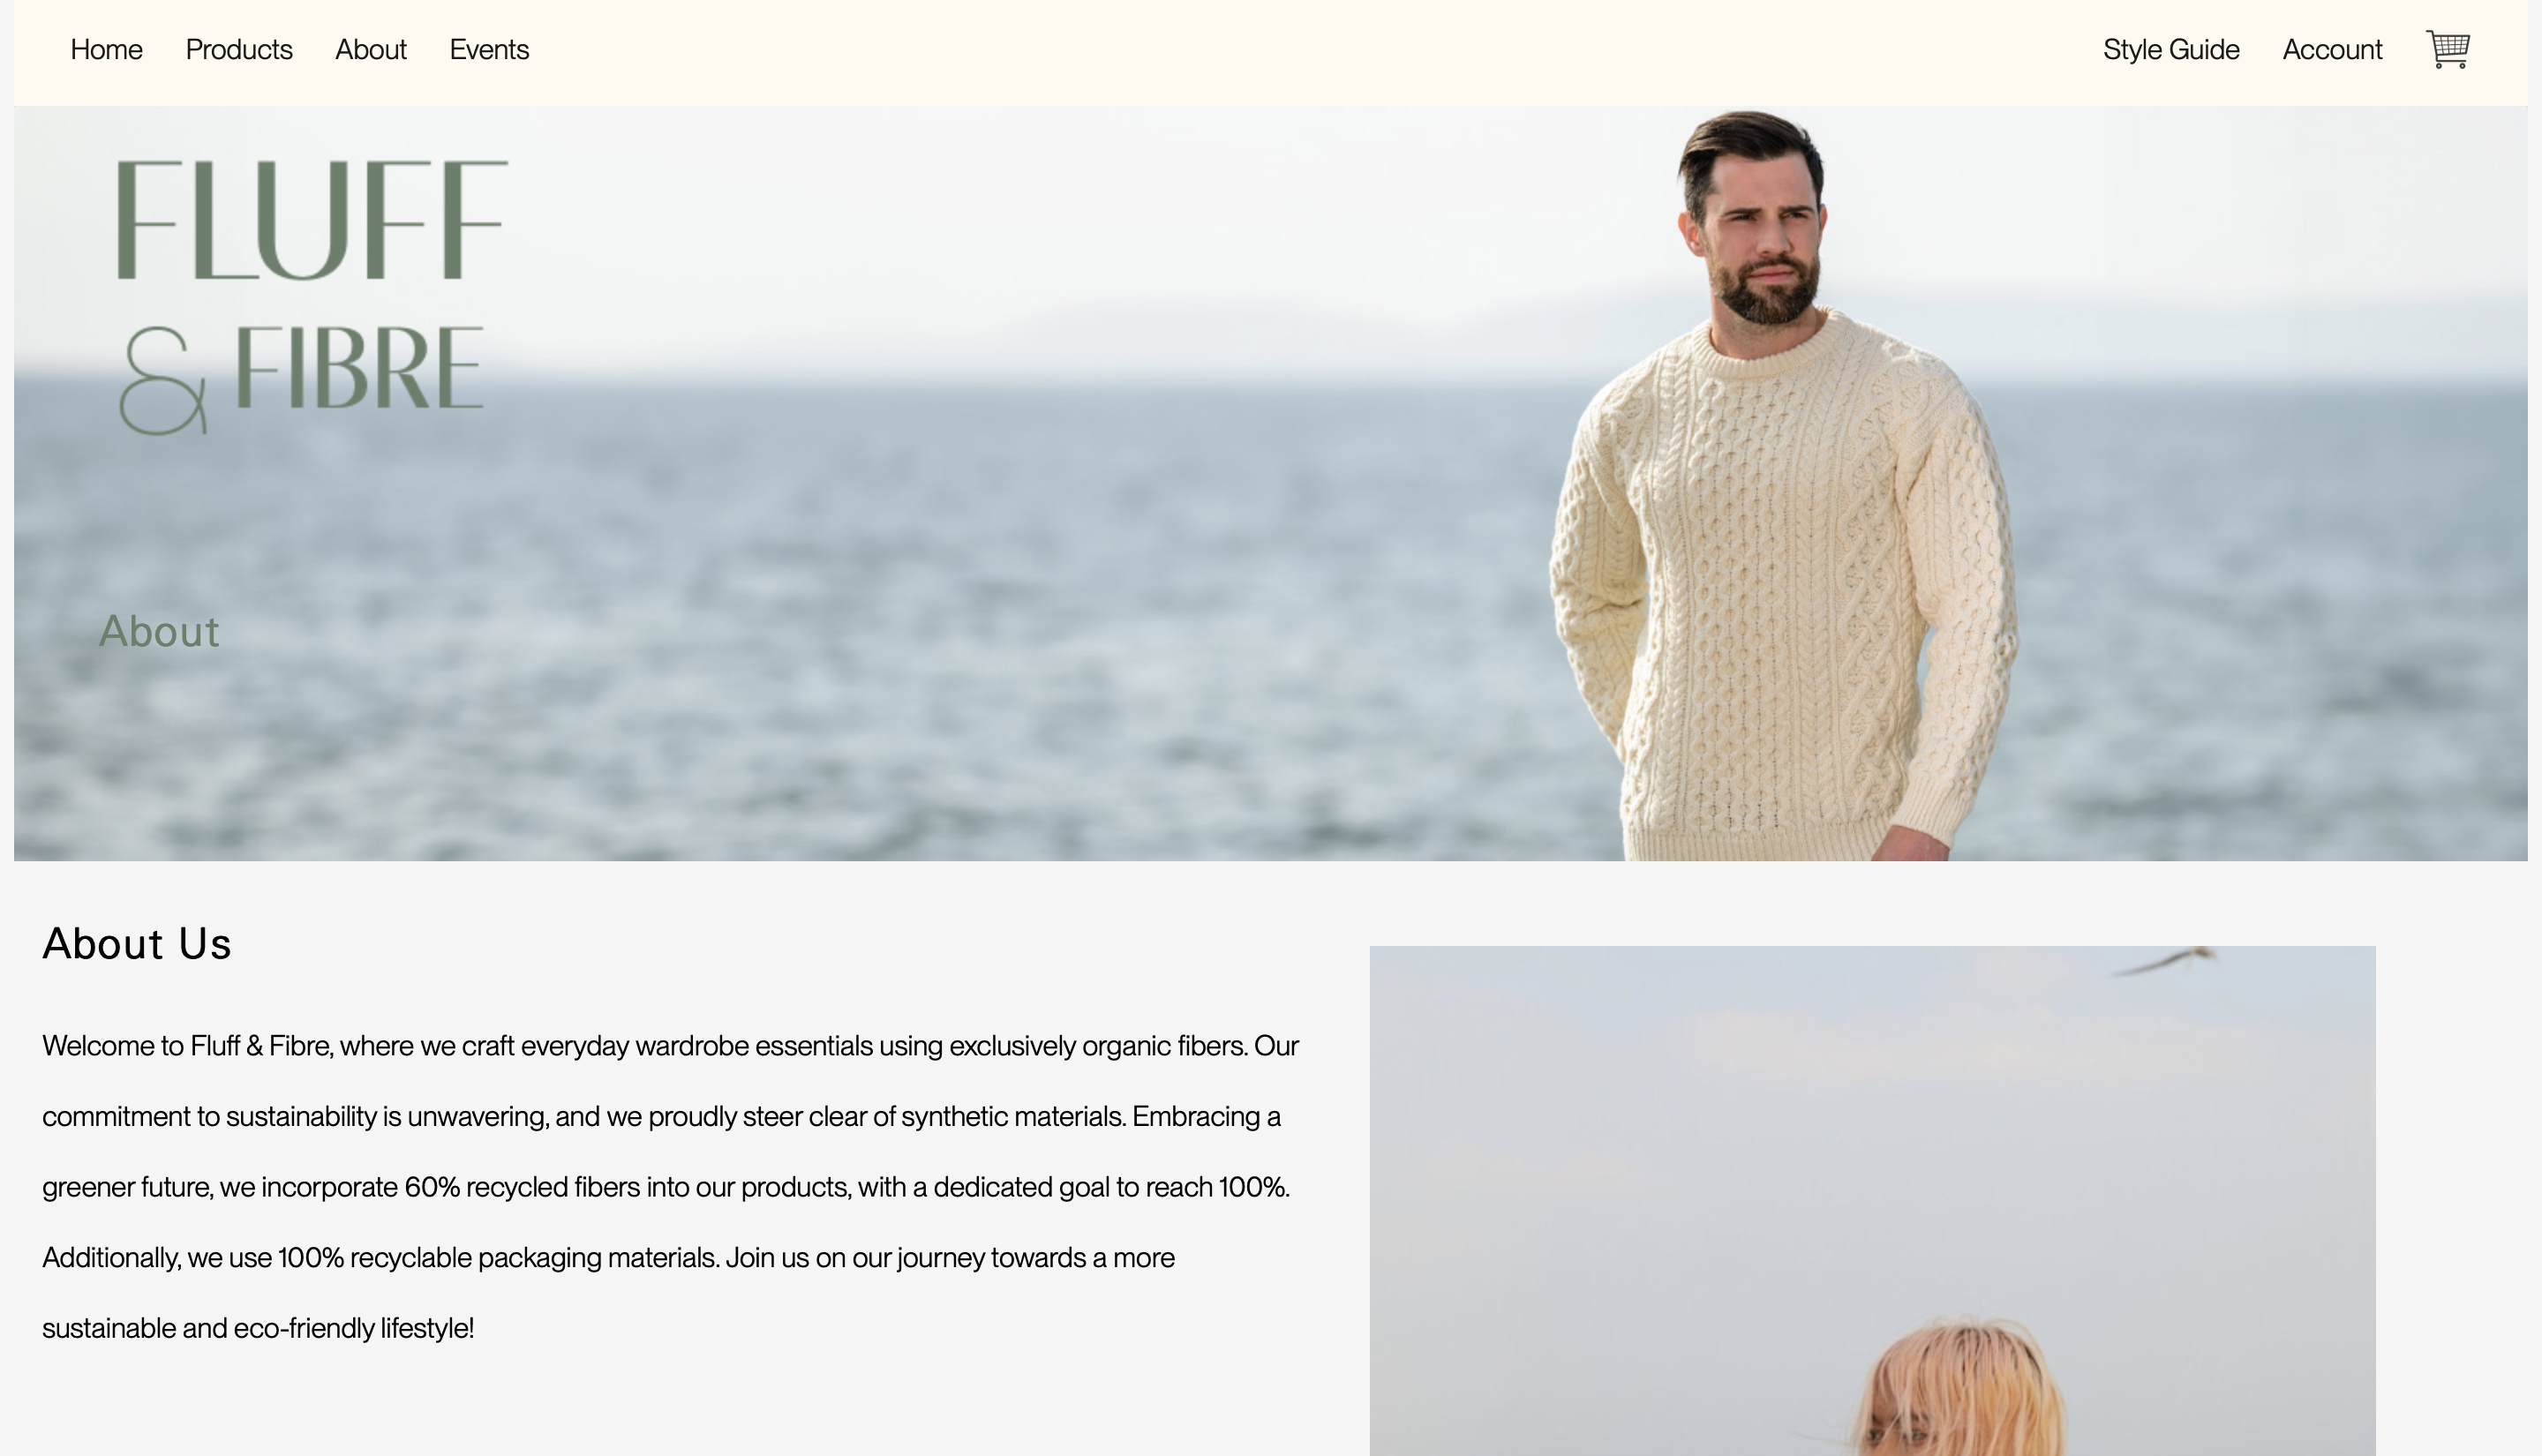 Home Products About Events Style Guide Account
FLUFF
& FIBRE
About
About Us
Welcome to Fluff & Fibre, where we craft everyday wardrobe essentials using exclusively organic fibers. Our
commitment to sustainability is unwavering, and we proudly steer clear of synthetic materials. Embracing a
greener future, we incorporate 60% recycled fibers into our products, with a dedicated goal to reach 100%.
Additionally, we use 100% recyclable packaging materials. Join us on our journey towards a more
sustainable and eco-friendly lifestyle!